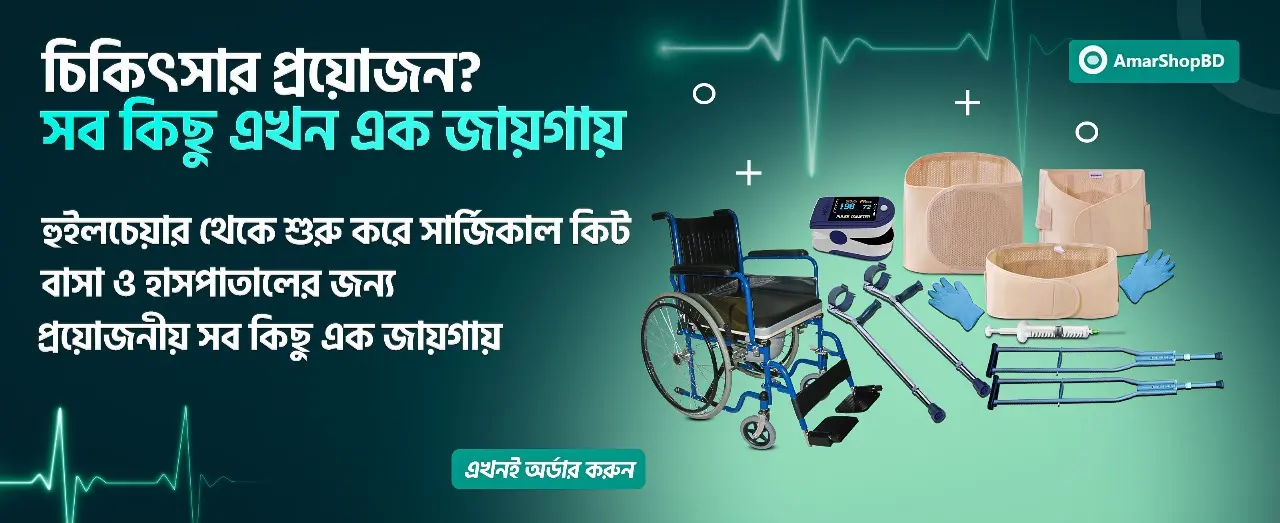 চিকিৎসার প্রয়োজন?
সব কিছু এখন এক জায়গায়
AmarShopBD
হুইলচেয়ার থেকে শুরু করে সার্জিকাল কিট
বাসা ও হাসপাতালের জন্য
প্রয়োজনীয় সব কিছু এক জায়গায়
এখনই অর্ডার করুন